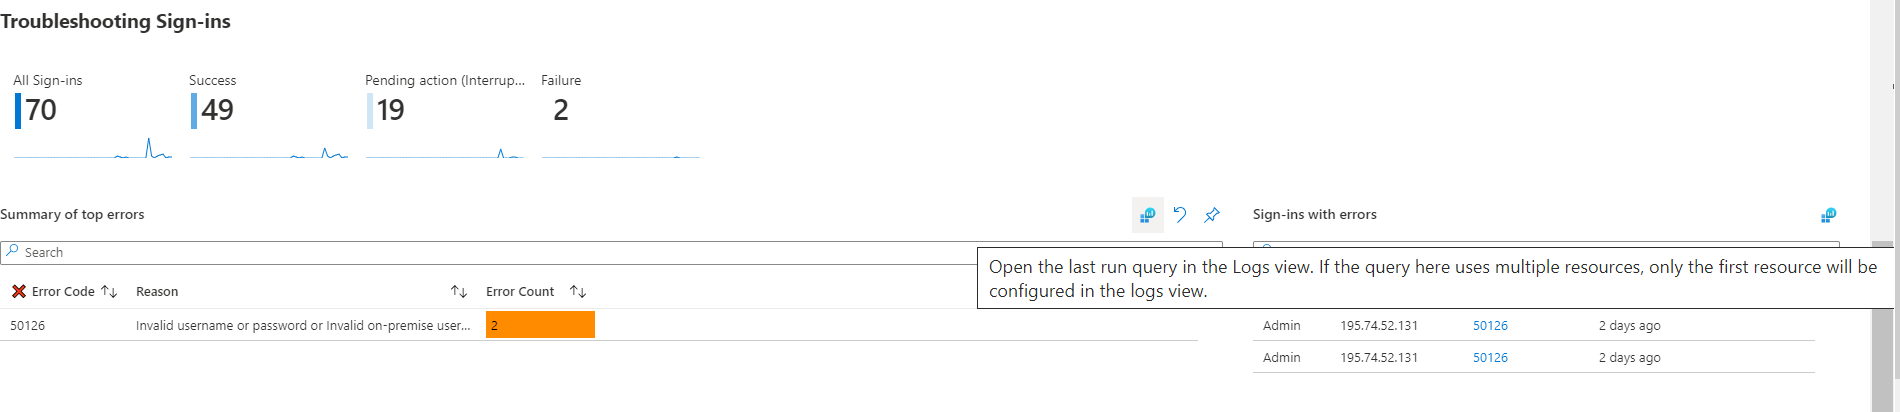 Troubleshooting Sign-ins
All Sign-ins
70
Success
49
Pending action (Interrup...
19
Failure
2
Summary of top errors
Search
Error Code Reason Error Count
50126 Invalid username or password or Invalid on-premise user... 2
Sign-ins with errors
Open the last run query in the Logs view. If the query here uses multiple resources, only the first resource will be
configured in the logs view.
Admin 195.74.52.131 50126 2 days ago
Admin 195.74.52.131 50126 2 days ago